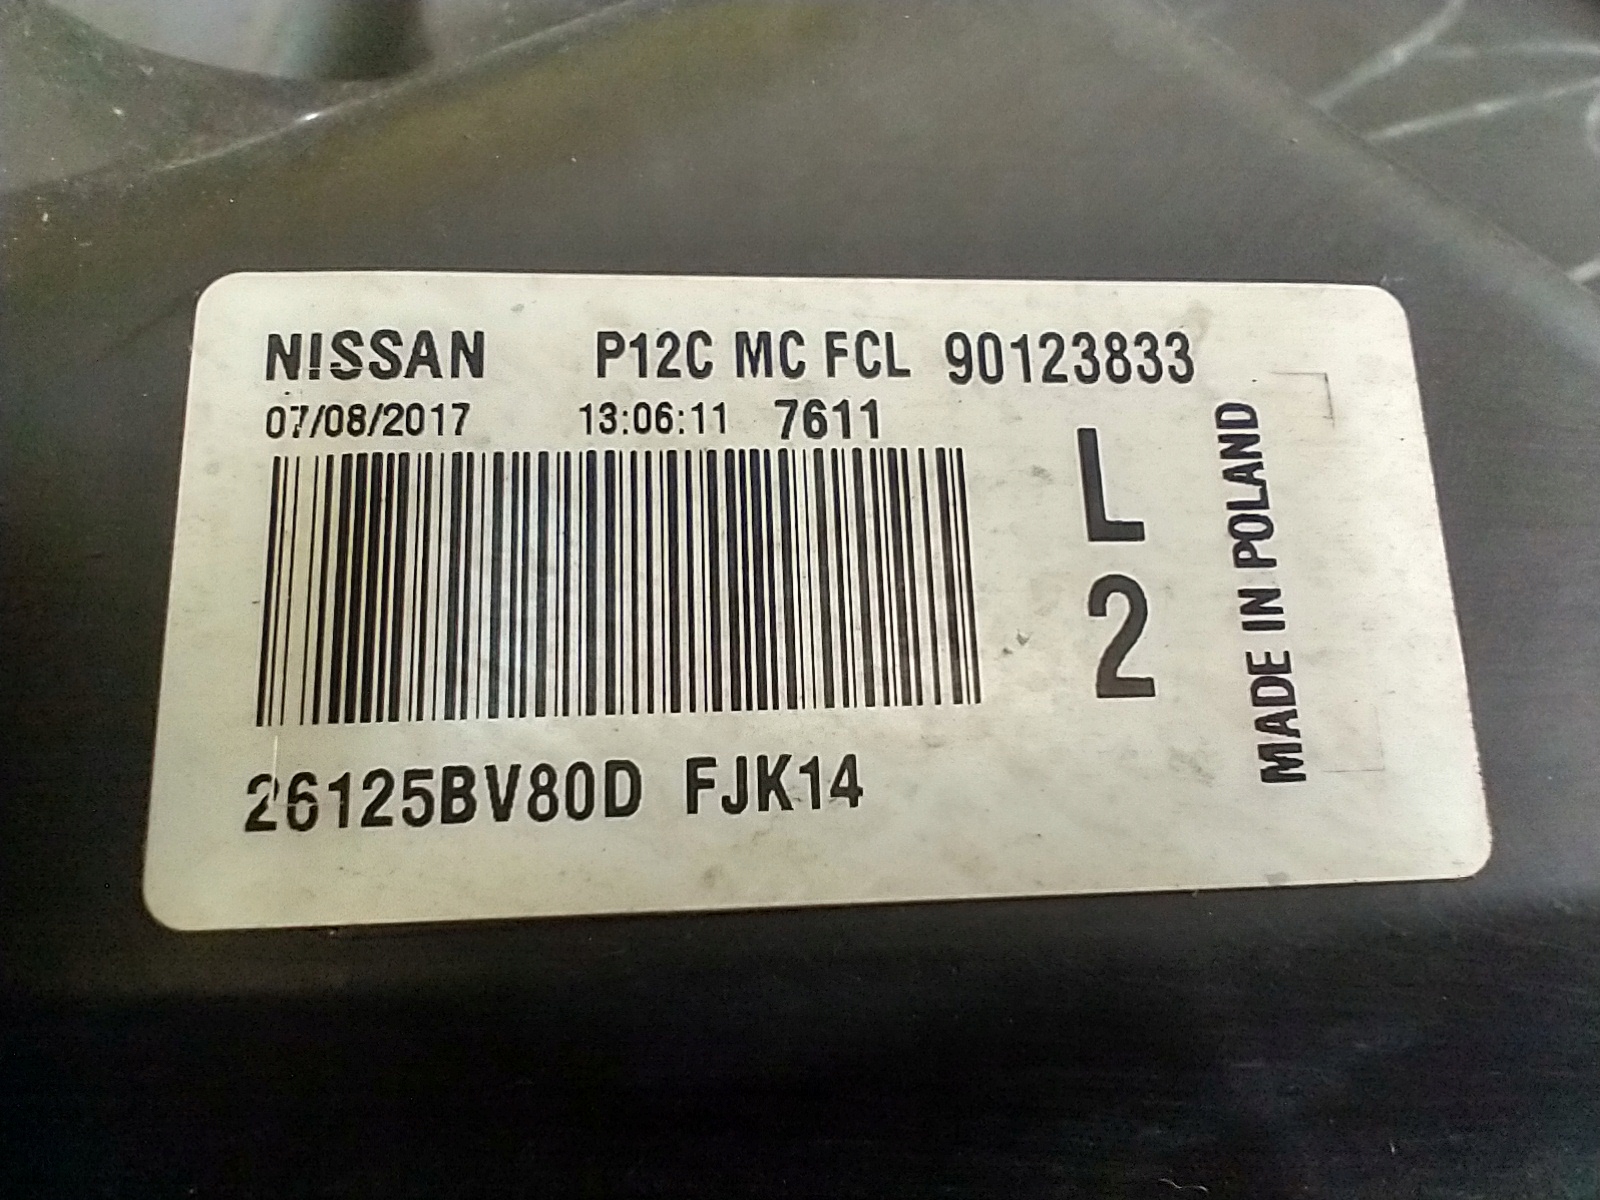 NISSAN P12C MC FCL 90123833
07/08/2017 13:06:11 7611
L
2
MADE IN POLAND
26125BV80D FJK14